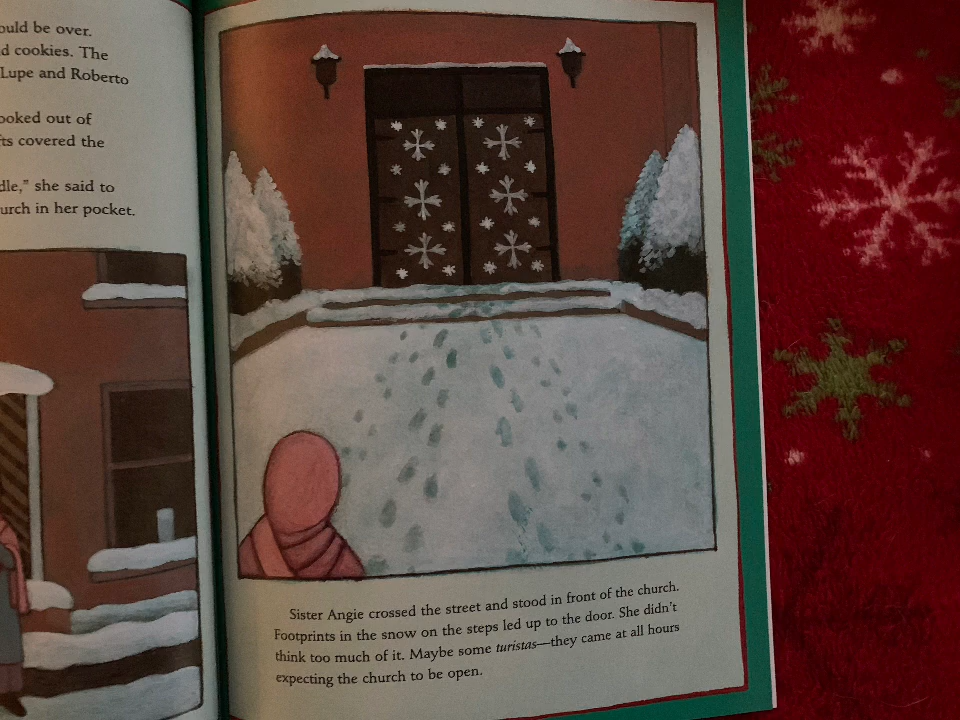 ould be over.
d cookies. The
Lupe and Roberto
ooked out of
ts covered the
dle," she said to
urch in her pocket.
Sister Angie crossed the street and stood in front of the church.
Footprints in the snow on the steps led up to the door. She didn't
think too much of it. Maybe some turistas—they came at all hours
expecting the church to be open.